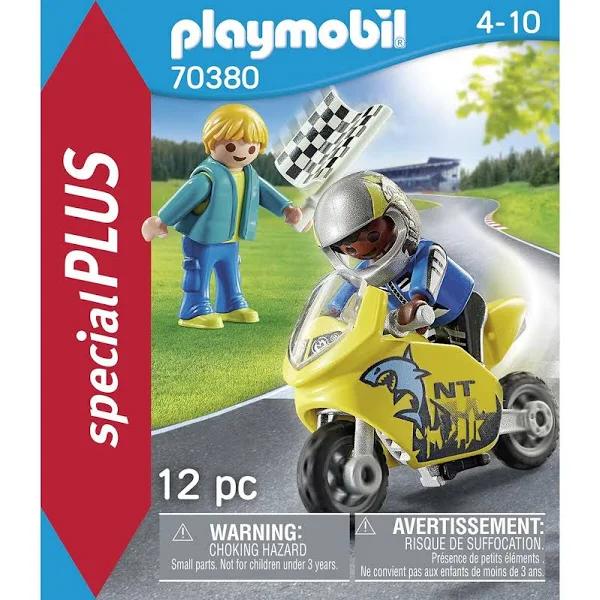 playmobil®
4-10
70380
specialPLUS
NT
12 pc
WARNING:
CHOKING HAZARD
Small parts. Not for children under 3 years.
AVERTISSEMENT:
RISQUE DE SUFFOCATION.
Présence de petits éléments .
Ne convient pas aux enfants de moins de 3 ans.